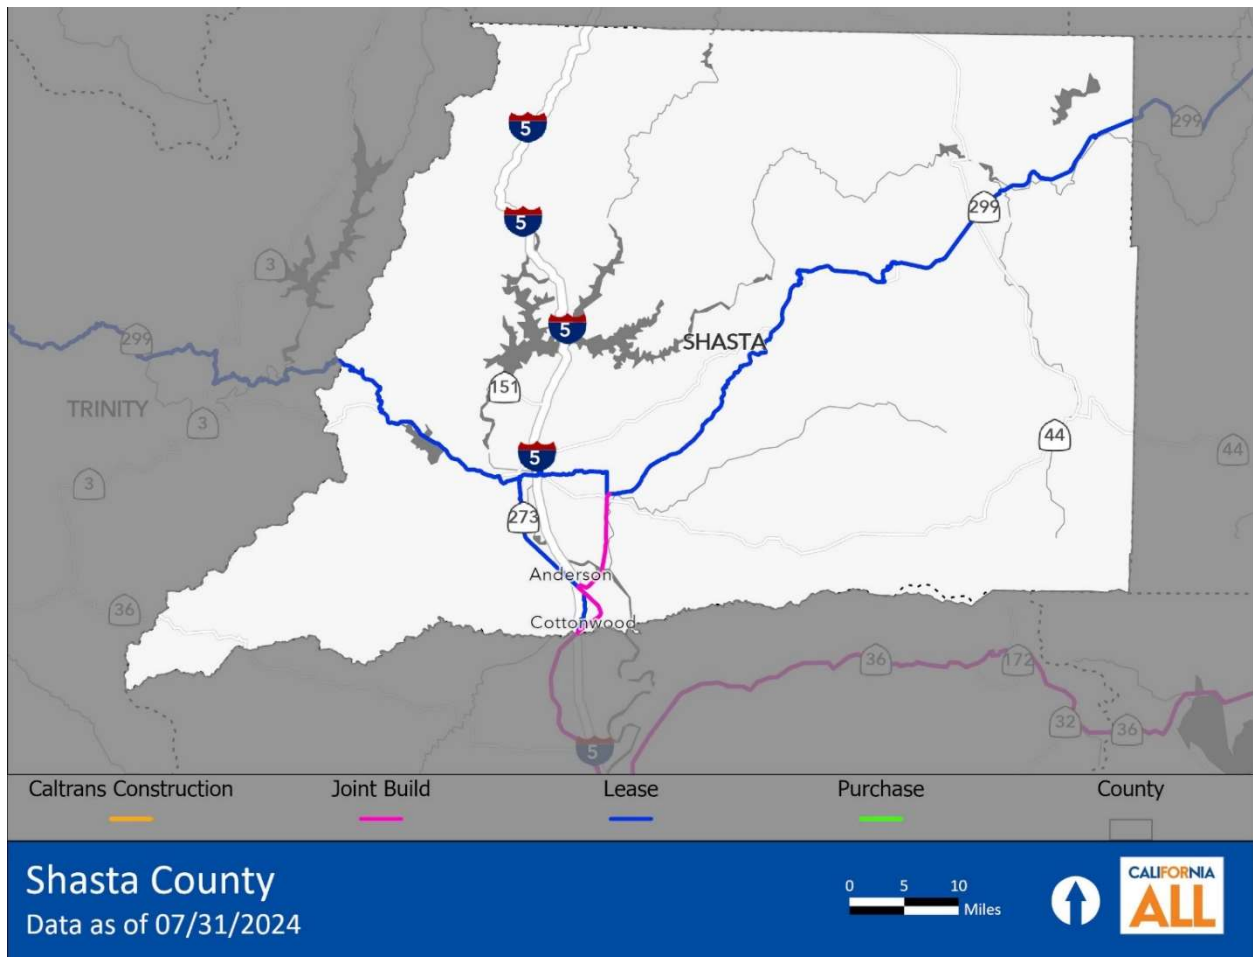 5
299
5
299
3
5
299
SHASTA
151
TRINITY
3
44
44
5
3
273
Anderson
36
Cottonwood
36
172
32
36
5
Caltrans Construction
Joint Build
Lease
Purchase
County
Shasta County
Data as of 07/31/2024
0 5 10
Miles
CALIFORNIA
ALL